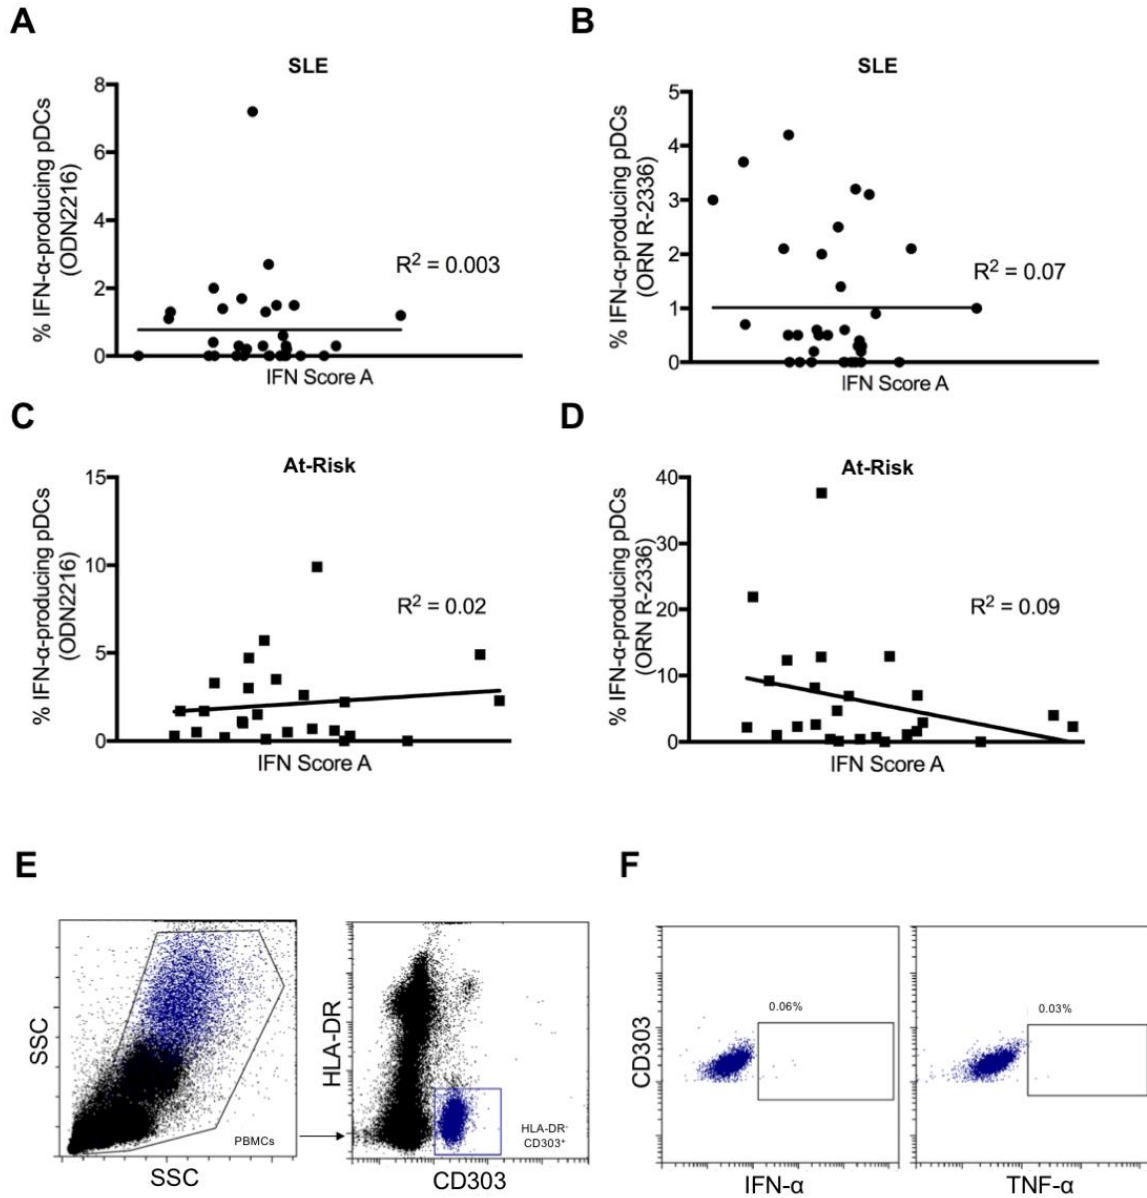 A
SLE
% IFN-α-producing pDCs
(ODN2216)
8
6
4
2
0
R² = 0.003
IFN Score A
B
SLE
% IFN-α-producing pDCs
(ORN R-2336)
5
4
3
2
1
0
R² = 0.07
IFN Score A
C
At-Risk
% IFN-α-producing pDCs
(ODN2216)
15
10
5
0
R² = 0.02
IFN Score A
D
At-Risk
% IFN-α-producing pDCs
(ORN R-2336)
40
30
20
10
0
R² = 0.09
IFN Score A
E
SSC
PBMCs
SSC
HLA-DR
HLA-DR⁻
CD303⁺
CD303
F
CD303
0.06%
IFN-α
0.03%
TNF-α